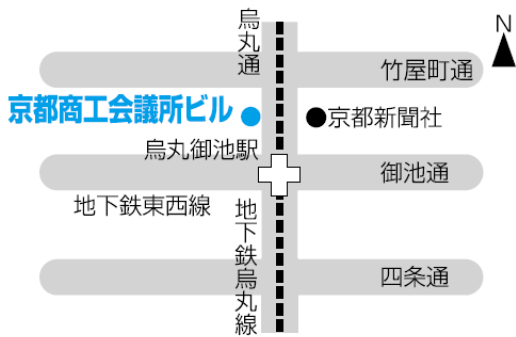 N
烏丸通
竹屋町通
京都商工会議所ビル
京都新聞社
烏丸御池駅
御池通
地下鉄東西線
地下鉄烏丸線
四条通